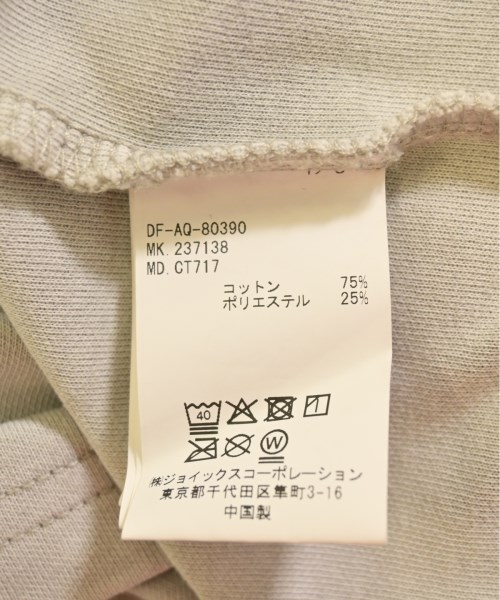 DF-AQ-80390
MK. 237138
MD. CT717
コットン 75%
ポリエステル 25%
40
W
㈱ジョイックスコーポレーション
東京都千代田区隼町3-16
中国製